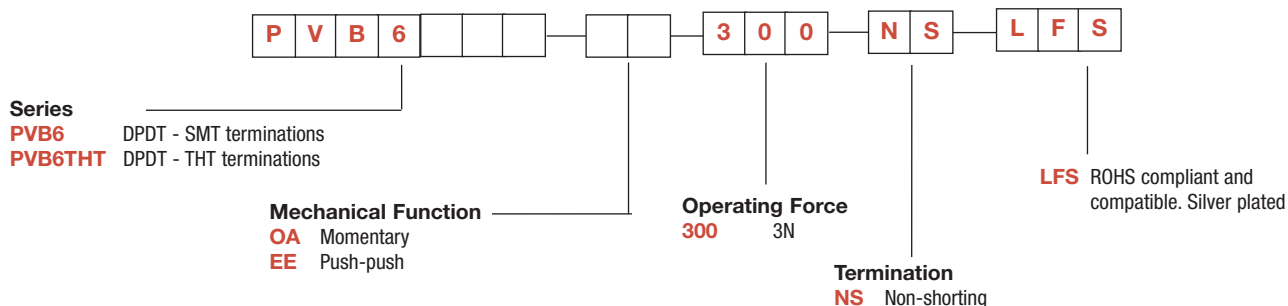 P V B 6 3 0 0 N S L F S
Series
PVB6 DPDT - SMT terminations
PVB6THT DPDT - THT terminations
Mechanical Function
OA Momentary
EE Push-push
Operating Force
300 3N
Termination
NS Non-shorting
LFS ROHS compliant and
compatible. Silver plated